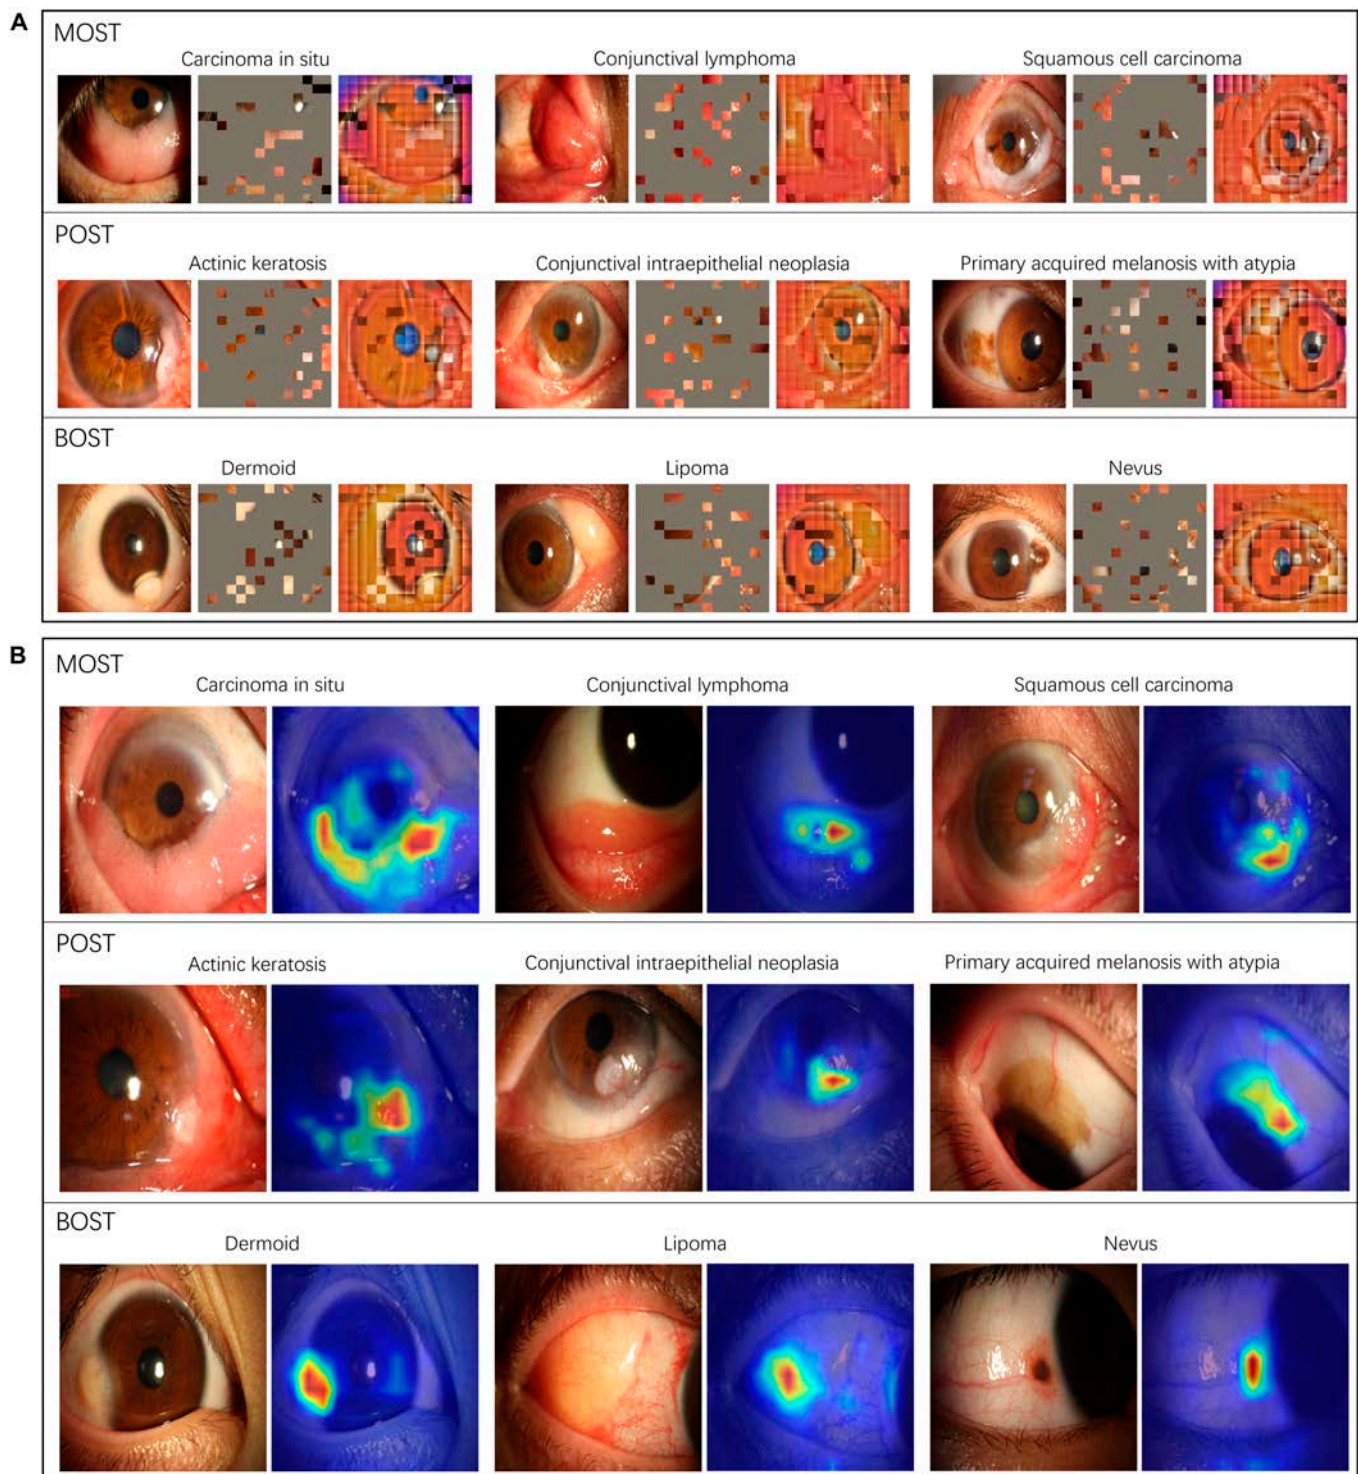 A
MOST
Carcinoma in situ Conjunctival lymphoma Squamous cell carcinoma
POST
Actinic keratosis Conjunctival intraepithelial neoplasia Primary acquired melanosis with atypia
BOST
Dermoid Lipoma Nevus
B
MOST
Carcinoma in situ Conjunctival lymphoma Squamous cell carcinoma
POST
Actinic keratosis Conjunctival intraepithelial neoplasia Primary acquired melanosis with atypia
BOST
Dermoid Lipoma Nevus